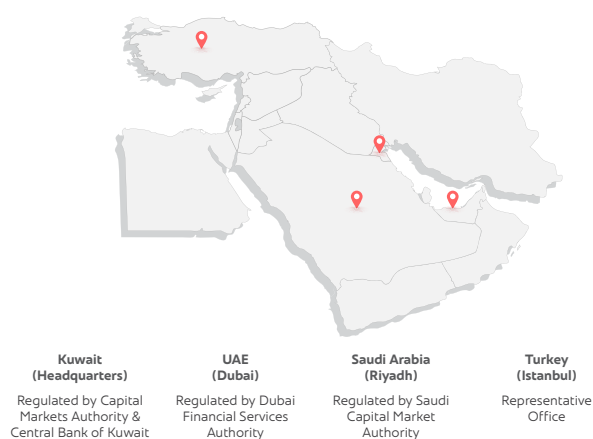 Kuwait
(Headquarters)
Regulated by Capital
Markets Authority &
Central Bank of Kuwait
UAE
(Dubai)
Regulated by Dubai
Financial Services
Authority
Saudi Arabia
(Riyadh)
Regulated by Saudi
Capital Market
Authority
Turkey
(Istanbul)
Representative
Office